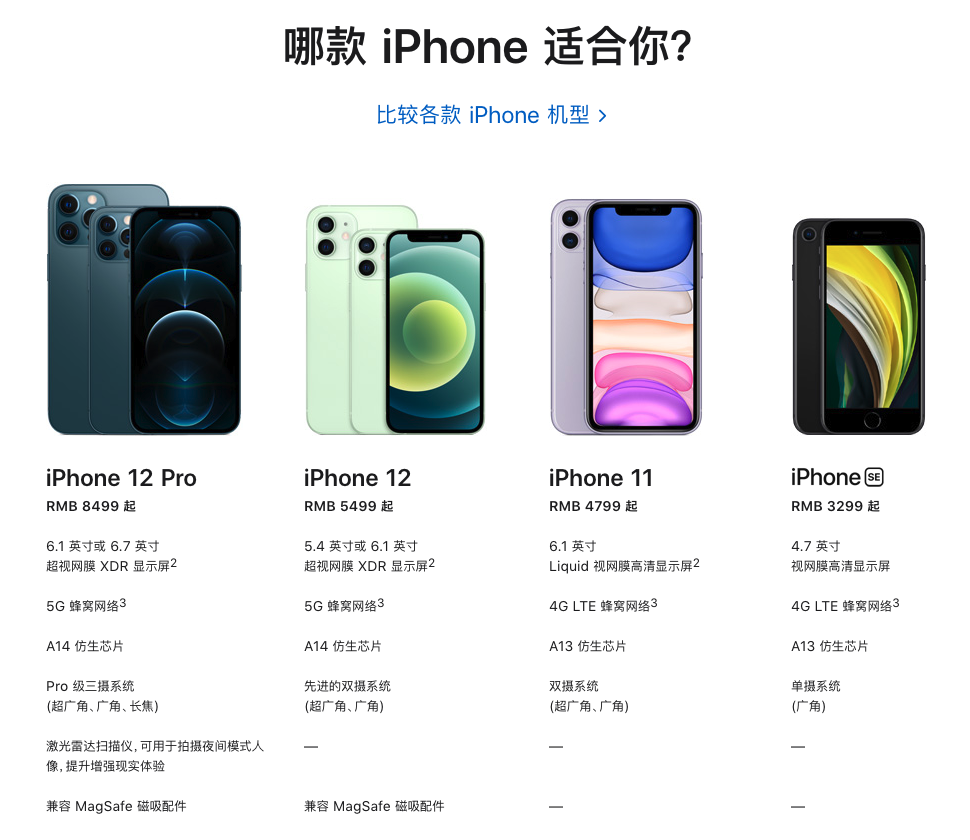 哪款 iPhone 适合你?
比较各款 iPhone 机型 >
iPhone 12 Pro
RMB 8499 起
6.1 英寸或 6.7 英寸
超视网膜 XDR 显示屏2
5G 蜂窝网络3
A14 仿生芯片
Pro 级三摄系统
(超广角、广角、长焦)
激光雷达扫描仪,可用于拍摄夜间模式人
像,提升增强现实体验
兼容 MagSafe 磁吸配件
iPhone 12
RMB 5499 起
5.4 英寸或 6.1 英寸
超视网膜 XDR 显示屏2
5G 蜂窝网络3
A14 仿生芯片
先进的双摄系统
(超广角、广角)
—
兼容 MagSafe 磁吸配件
iPhone 11
RMB 4799 起
6.1 英寸
Liquid 视网膜高清显示屏2
4G LTE 蜂窝网络3
A13 仿生芯片
双摄系统
(超广角、广角)
—
—
iPhone SE
RMB 3299 起
4.7 英寸
视网膜高清显示屏
4G LTE 蜂窝网络3
A13 仿生芯片
单摄系统
(广角)
—
—